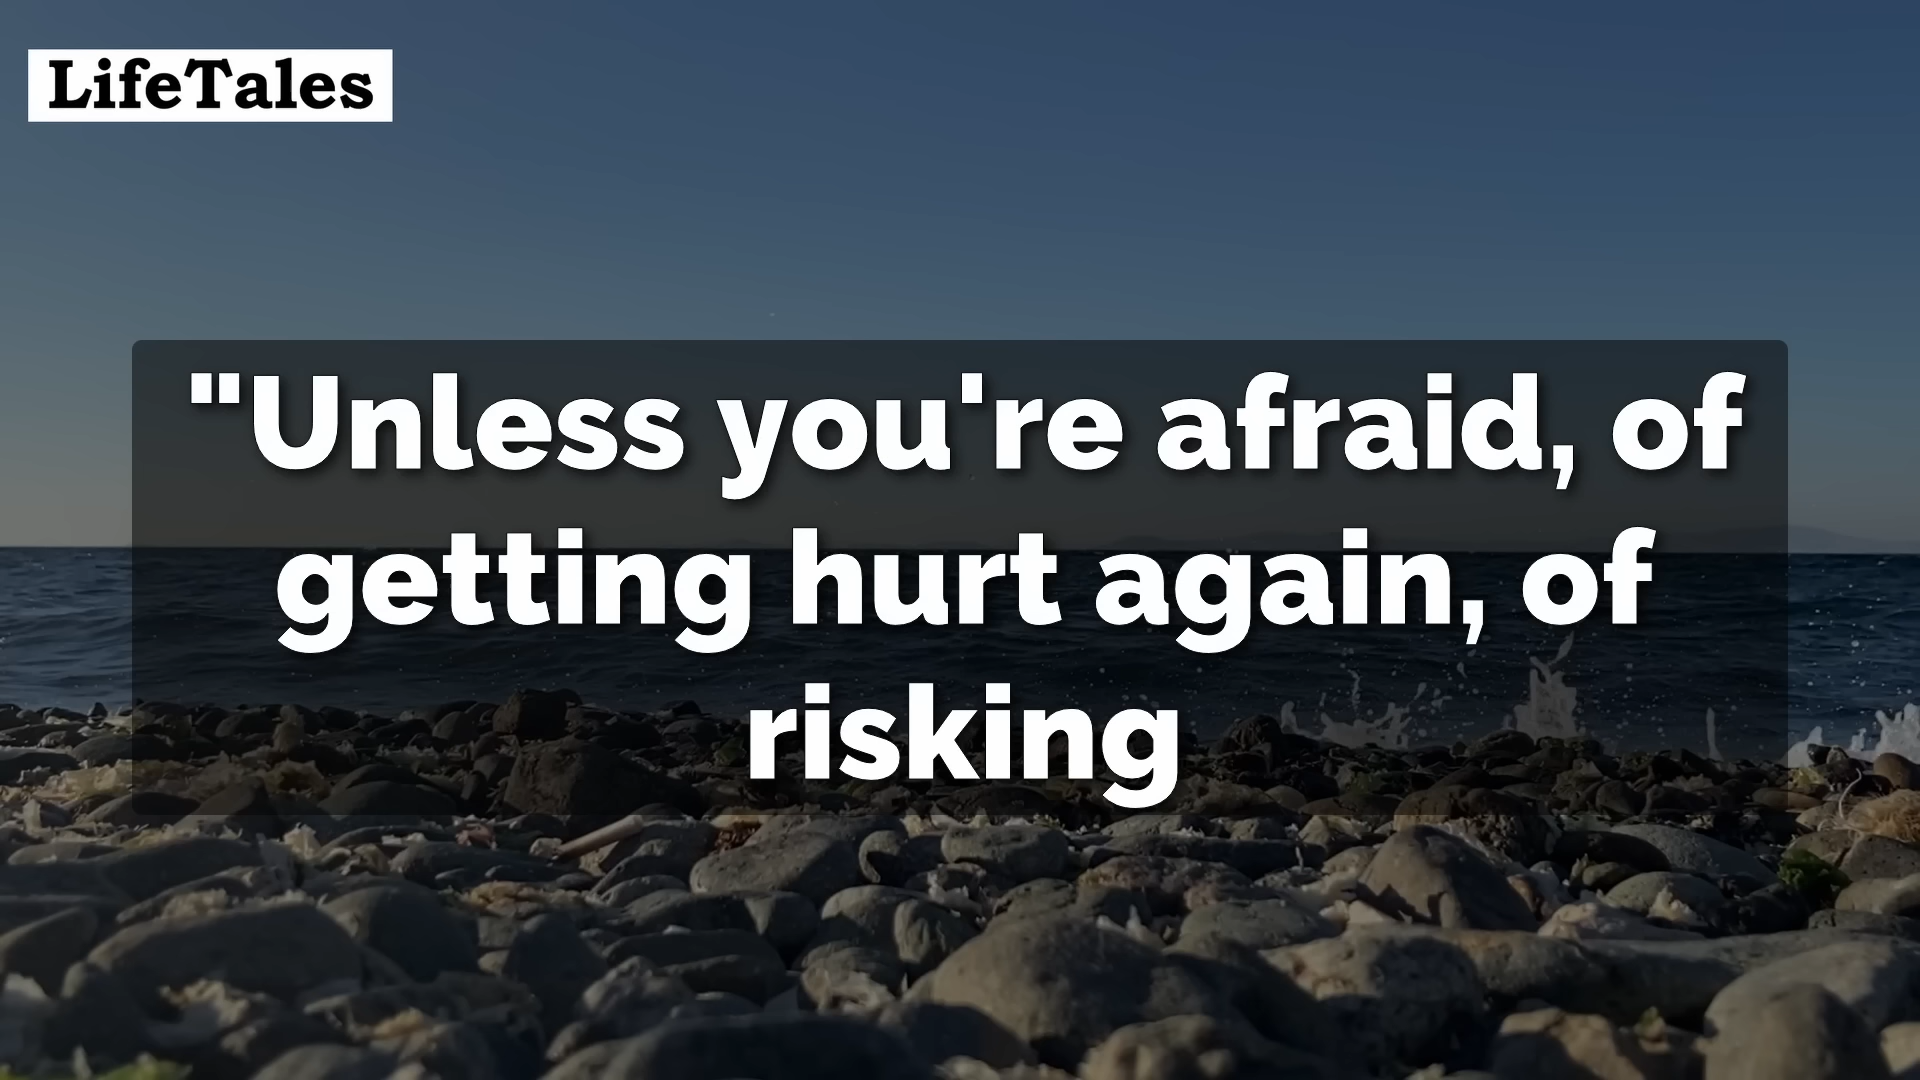 LifeTales
"Unless you're afraid, of
getting hurt again, of
risking